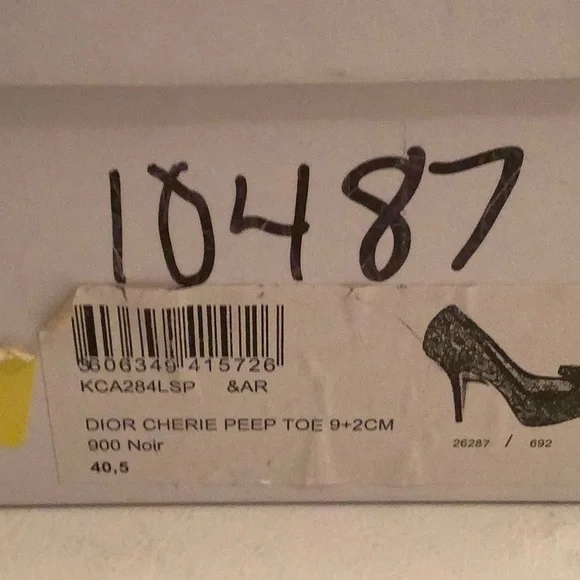 10487
3606349 415726
KCA284LSP &AR
DIOR CHERIE PEEP TOE 9+2CM
900 Noir
40,5
26287 / 692